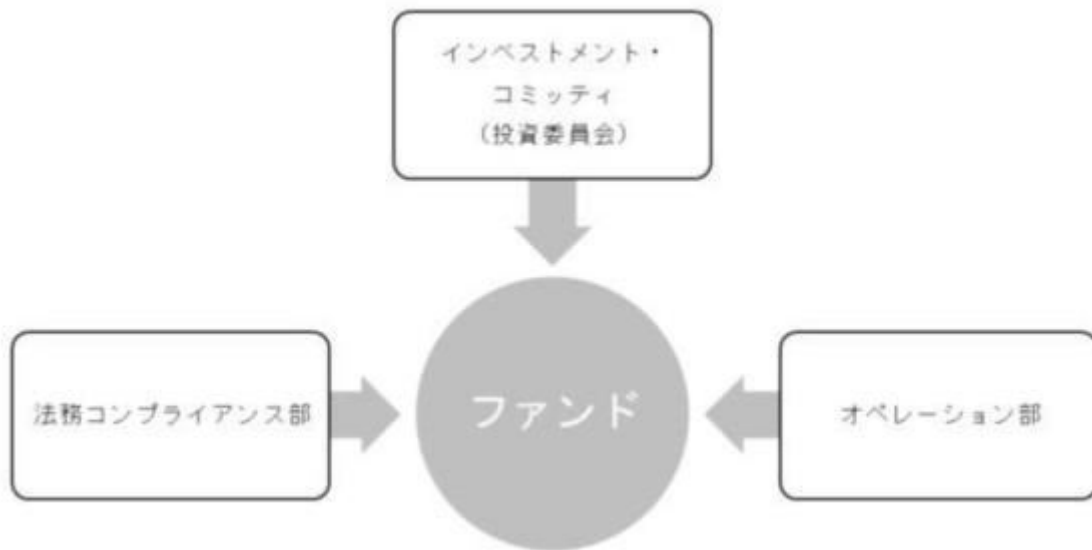 インベストメント・
コミッティ
（投資委員会）
法務コンプライアンス部
ファンド
オペレーション部